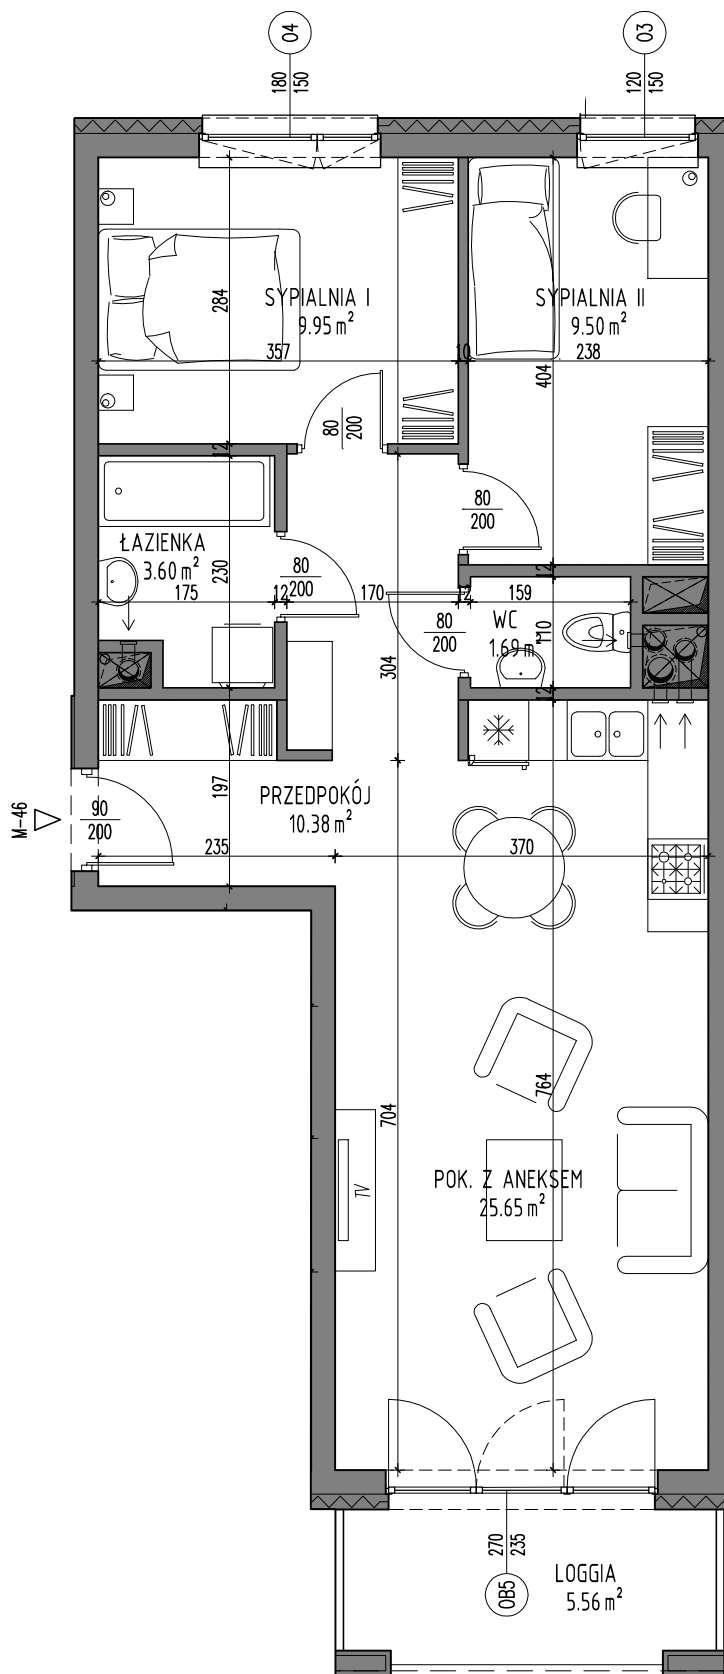 04
03
180
150
120
150
SYPIALNIA I
9.95 m²
SYPIALNIA II
9.50 m²
284
357
10
238
404
80
200
12
80
200
ŁAZIENKA
3.60 m²
230
175
12
80
200
170
12
159
12
WC
1.69 m²
110
80
200
304
12
M-46
90
200
197
PRZEDPOKÓJ
10.38 m²
235
370
704
764
TV
POK. Z ANEKSEM
25.65 m²
270
235
OB5
LOGGIA
5.56 m²